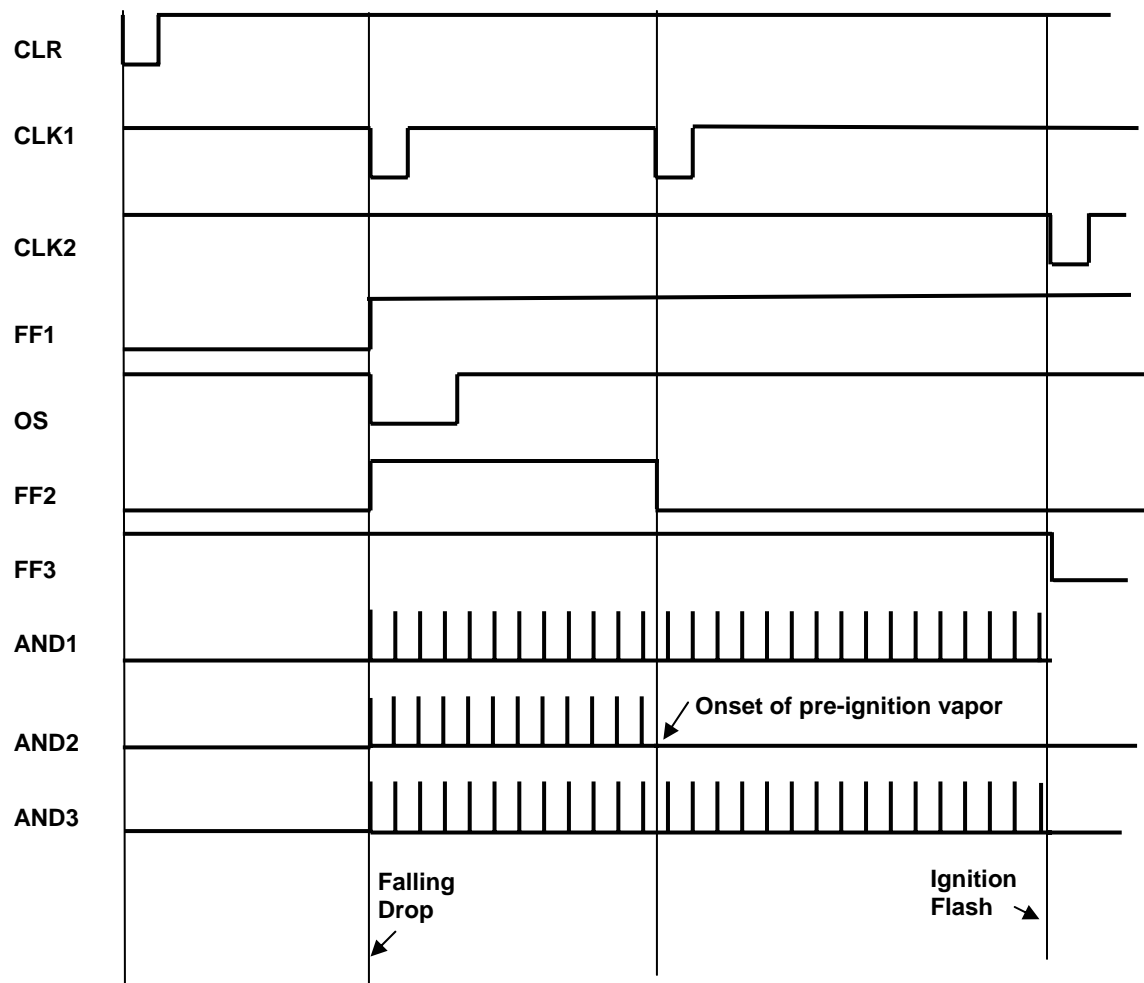 CLR
CLK1
CLK2
FF1
OS
FF2
FF3
AND1
Onset of pre-ignition vapor
AND2
AND3
Falling
Drop
Ignition
Flash